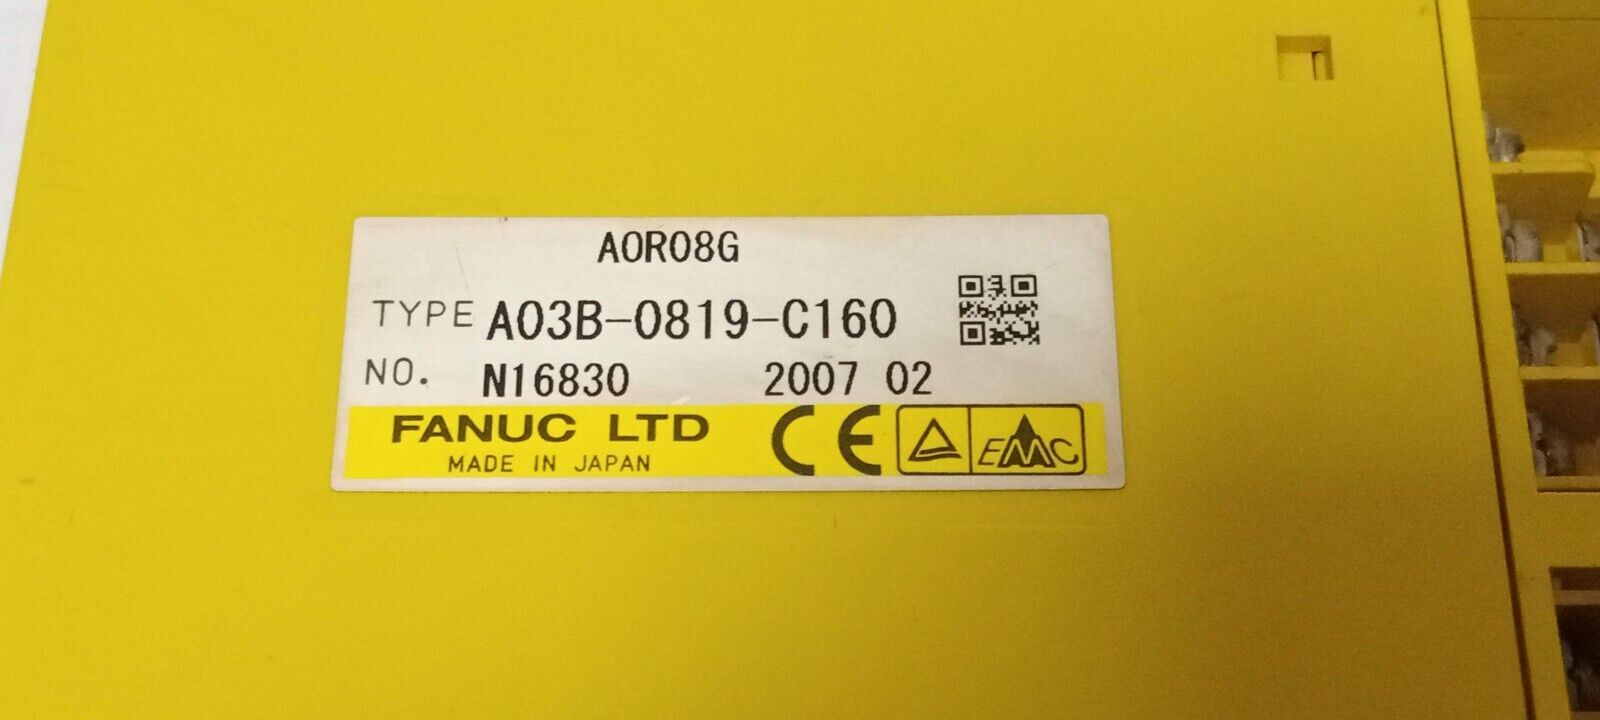 AOR08G
TYPE A03B-0819-C160
NO. N16830 2007 02
FANUC LTD CE EMC
MADE IN JAPAN